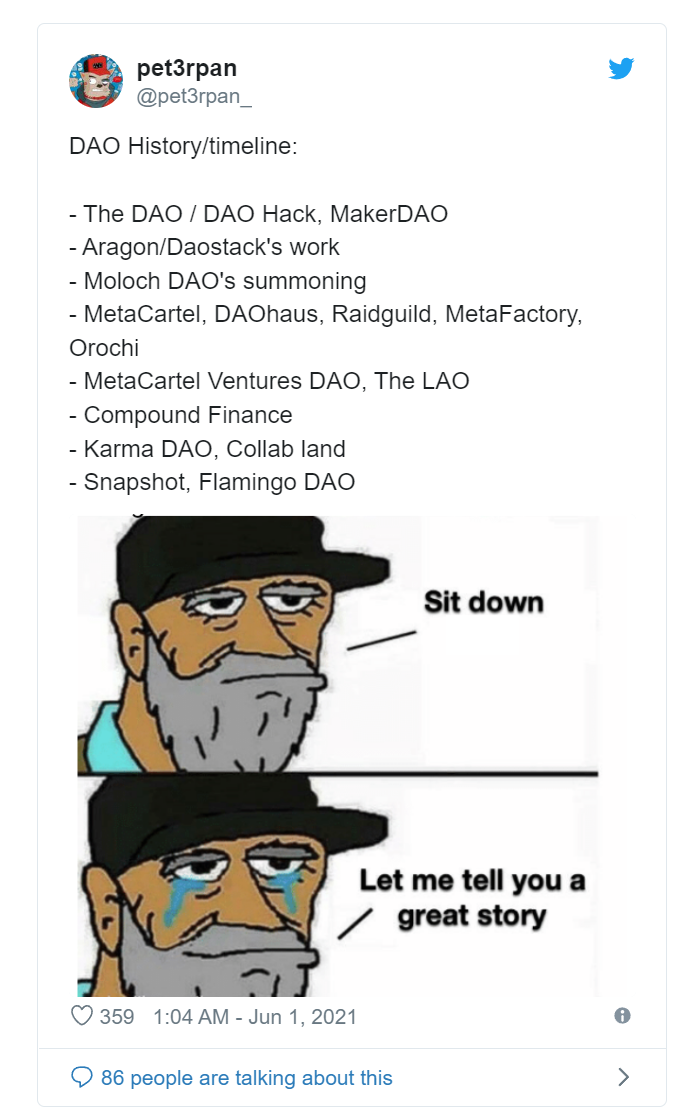 pet3rpan
@pet3rpan_
DAO History/timeline:
- The DAO / DAO Hack, MakerDAO
- Aragon/Daostack's work
- Moloch DAO's summoning
- MetaCartel, DAOhaus, Raidguild, MetaFactory,
Orochi
- MetaCartel Ventures DAO, The LAO
- Compound Finance
- Karma DAO, Collab land
- Snapshot, Flamingo DAO
Sit down
Let me tell you a
great story
359 1:04 AM - Jun 1, 2021
86 people are talking about this